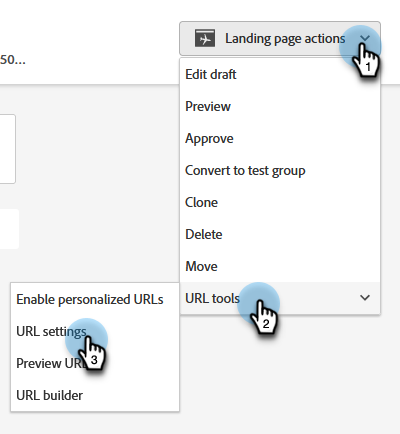 Landing page actions
1
50...
Edit draft
Preview
Approve
Convert to test group
Clone
Delete
Move
URL tools
2
Enable personalized URLs
URL settings
3
Preview URL
URL builder